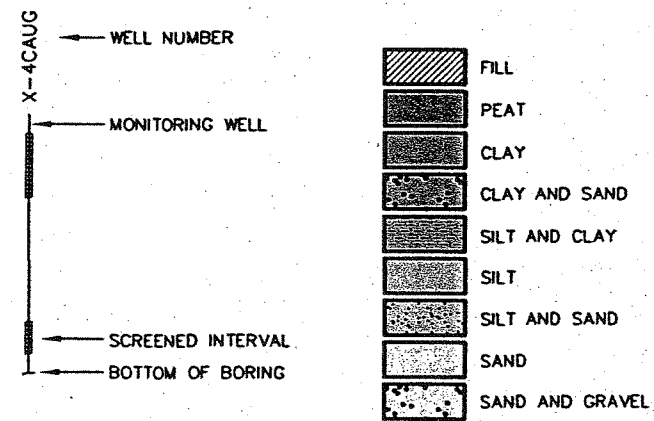 X-4CAUG
WELL NUMBER
MONITORING WELL
SCREENED INTERVAL
BOTTOM OF BORING
FILL
PEAT
CLAY
CLAY AND SAND
SILT AND CLAY
SILT
SILT AND SAND
SAND
SAND AND GRAVEL